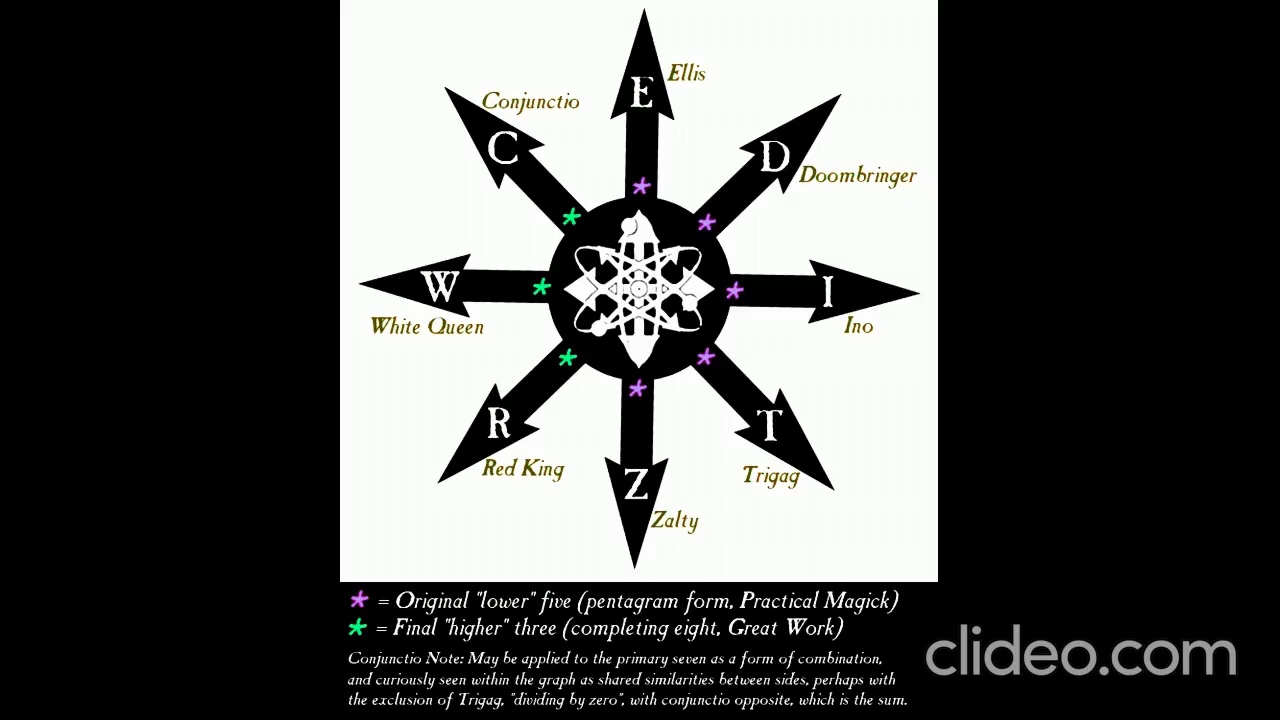 Ellis
E
Conjunctio
C
D
Doombringer
W
White Queen
I
Ino
R
Red King
T
Trigag
Z
Zalty
* = Original "lower" five (pentagram form, Practical Magick)
* = Final "higher" three (completing eight, Great Work)
Conjunctio Note: May be applied to the primary seven as a form of combination,
and curiously seen within the graph as shared similarities between sides, perhaps with
the exclusion of Trigag, "dividing by zero", with conjunctio opposite, which is the sum.
clideo.com